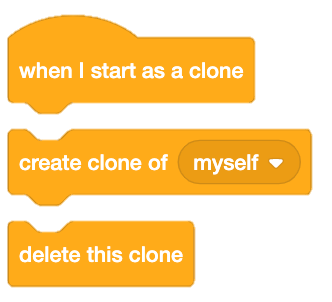 when I start as a clone
create clone of myself
delete this clone